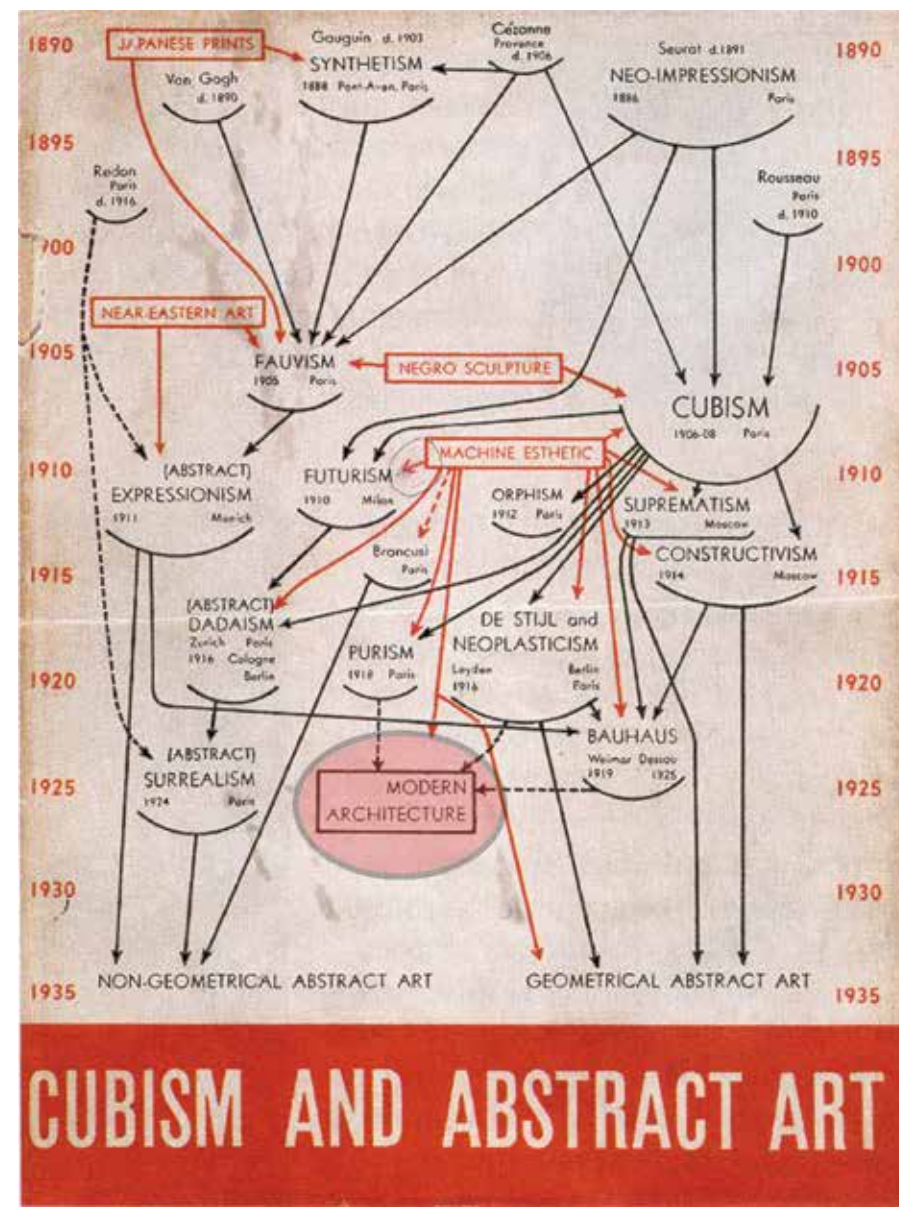 1890
JAPANESE PRINTS
Van Gogh
d. 1890
Gauguin d. 1903
SYNTHETISM
1888 Pont-Aven, Paris
Cézanne
Provence
d. 1906
Seurat d.1891
NEO-IMPRESSIONISM
1886 Paris
1890
1895
1895
Redon
Paris
d. 1916
Rousseau
Paris
d. 1910
900
1900
NEAR-EASTERN ART
1905
FAUVISM
1905 Paris
NEGRO SCULPTURE
1905
CUBISM
1906-08 Paris
1910
(ABSTRACT)
EXPRESSIONISM
1911 Munich
FUTURISM
1910 Milan
MACHINE ESTHETIC
ORPHISM
1912 Paris
SUPREMATISM
1913 Moscow
1910
CONSTRUCTIVISM
1914 Moscow
1915
Brancusi
Paris
1915
(ABSTRACT)
DADAISM
Zurich Paris
1916 Cologne
Berlin
PURISM
1918 Paris
DE STIJL and
NEOPLASTICISM
Leyden Berlin
1916 Paris
1920
1920
BAUHAUS
Weimar Dessau
1919 1925
1925
(ABSTRACT)
SURREALISM
1924 Paris
MODERN
ARCHITECTURE
1925
1930
1930
NON-GEOMETRICAL ABSTRACT ART
GEOMETRICAL ABSTRACT ART
1935
1935
CUBISM AND ABSTRACT ART